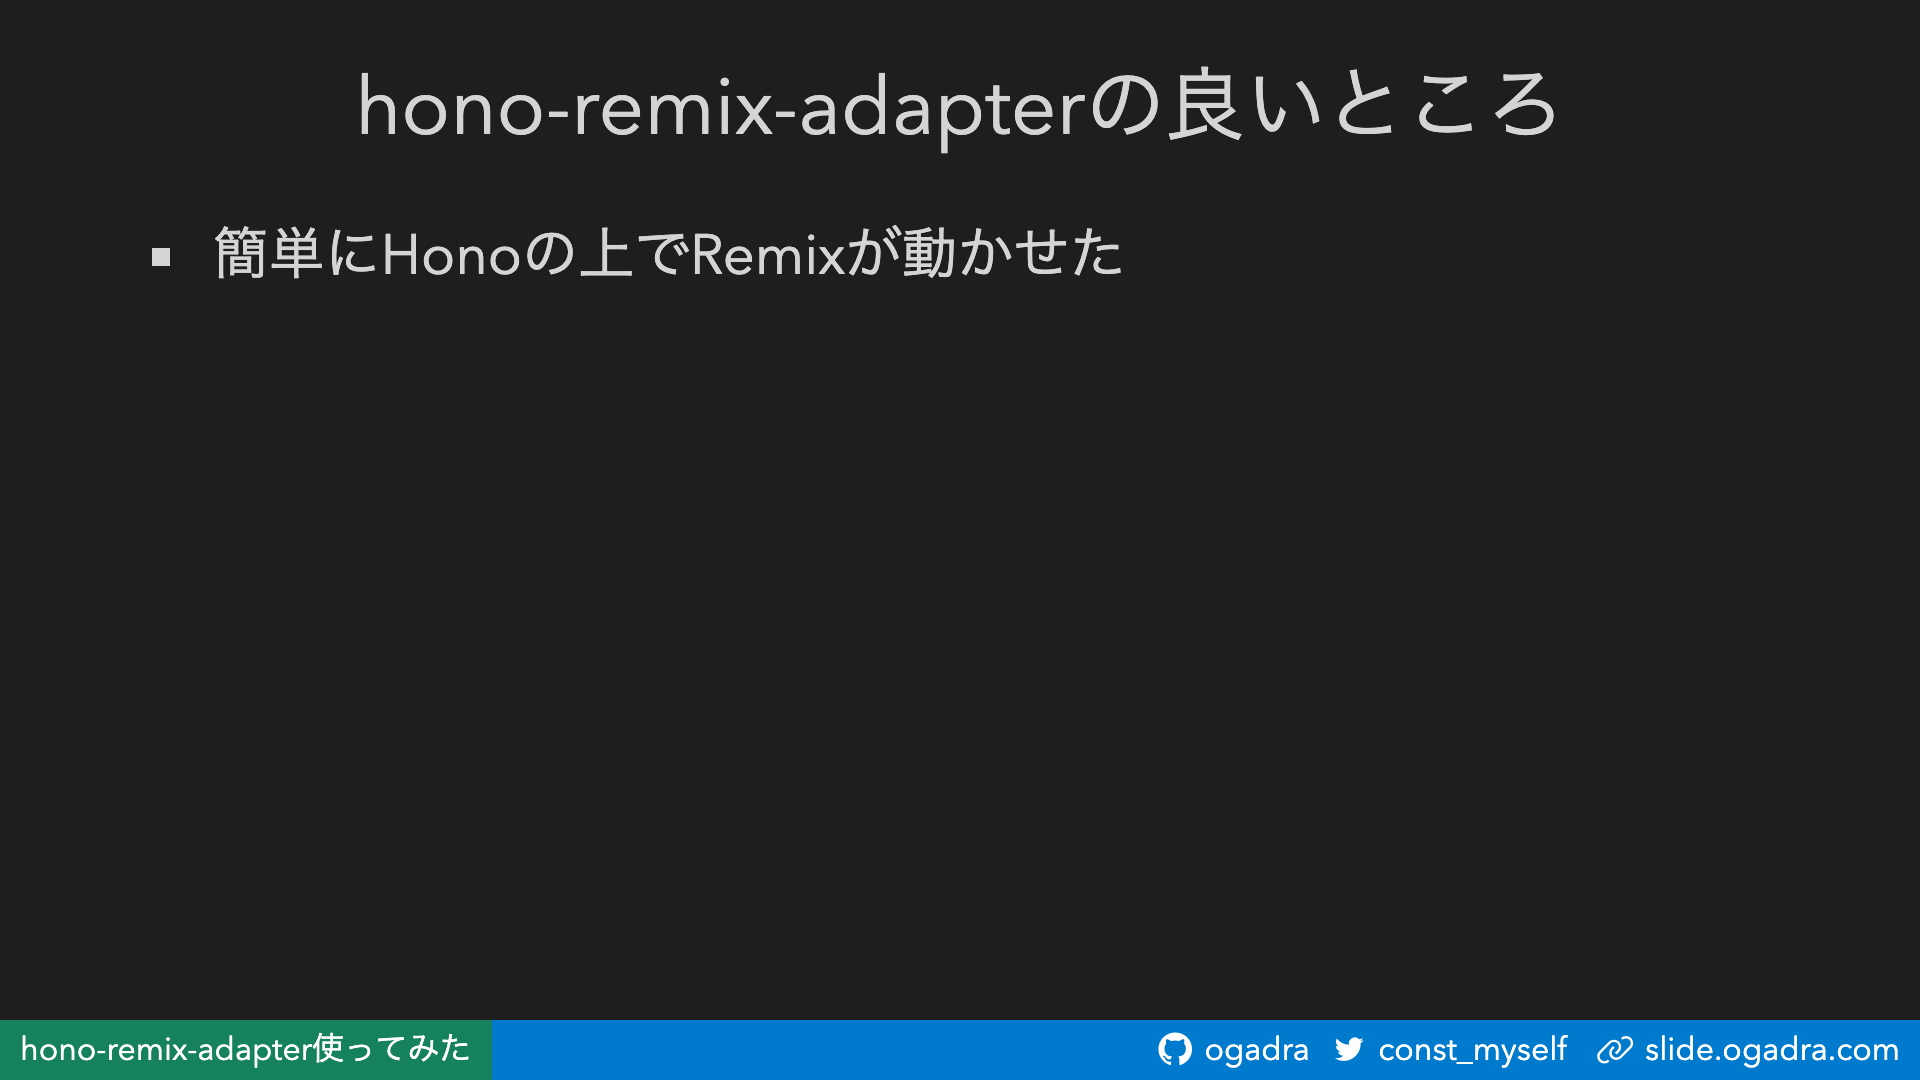 hono-remix-adapterの良いところ
簡単にHonoの上でRemixが動かせた
hono-remix-adapter使ってみた
ogadra
const_myself
slide.ogadra.com